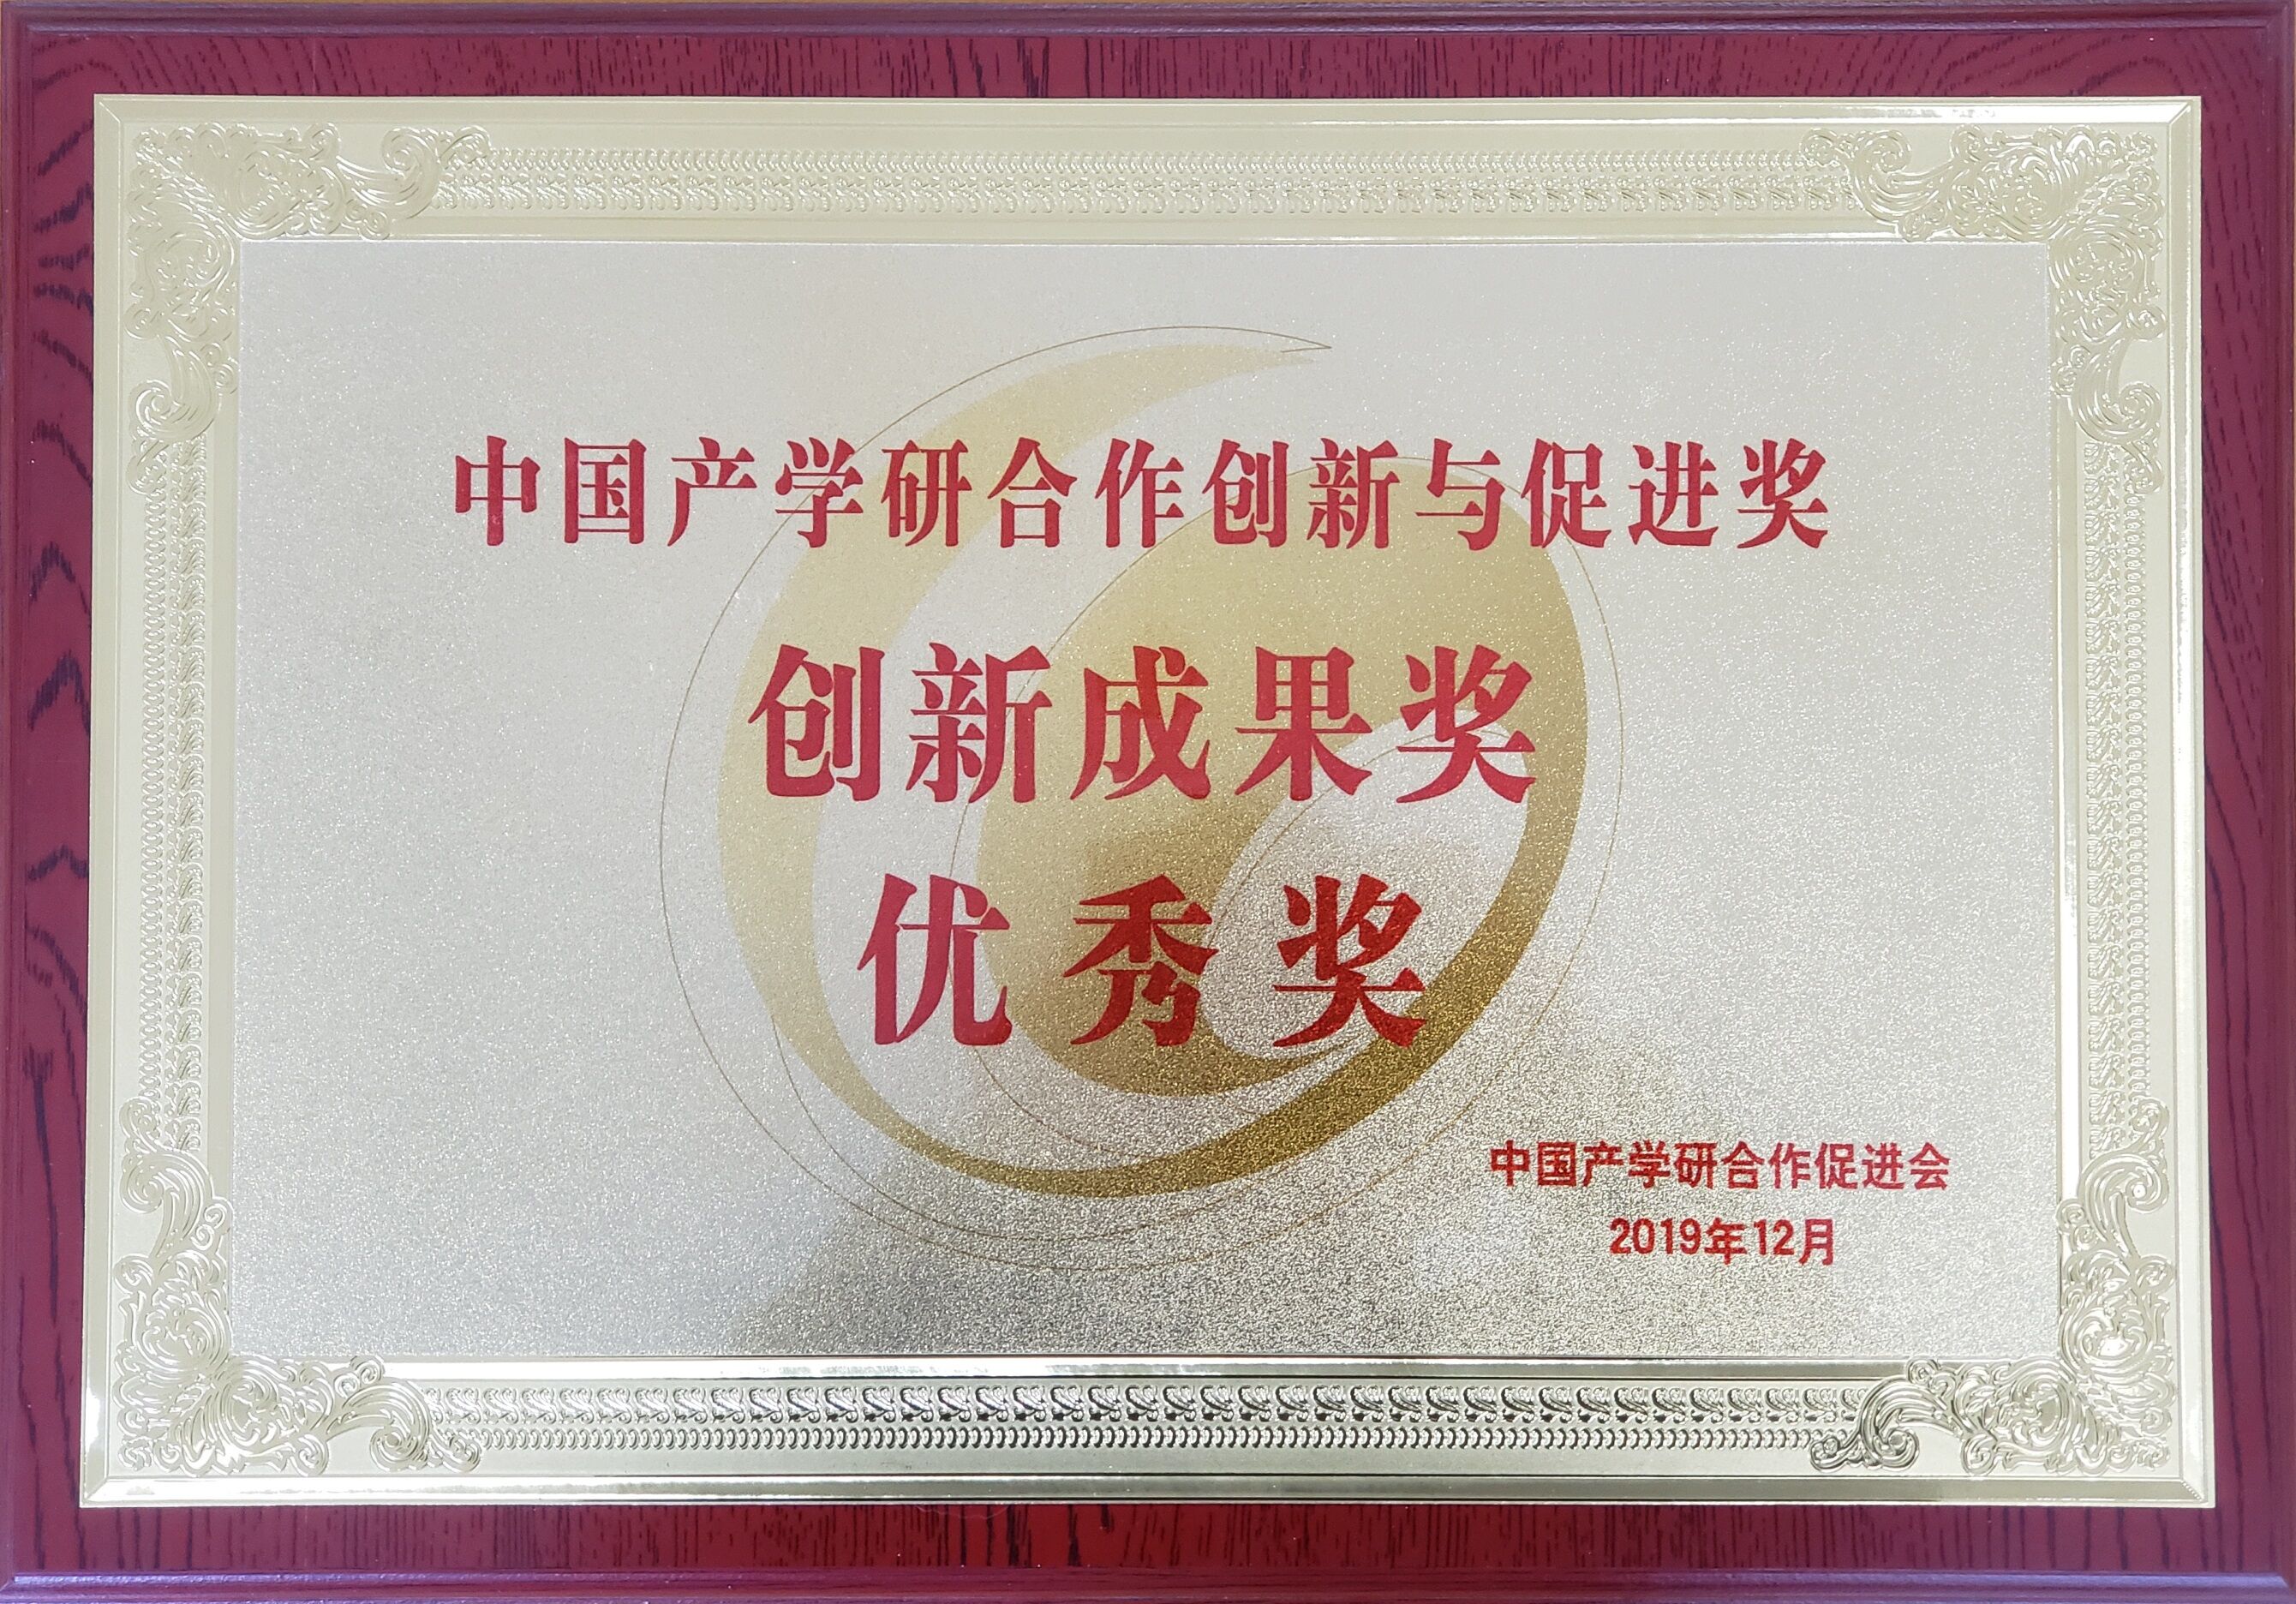 中国产学研合作创新与促进奖
创新成果奖
优秀奖
中国产学研合作促进会
2019年12月